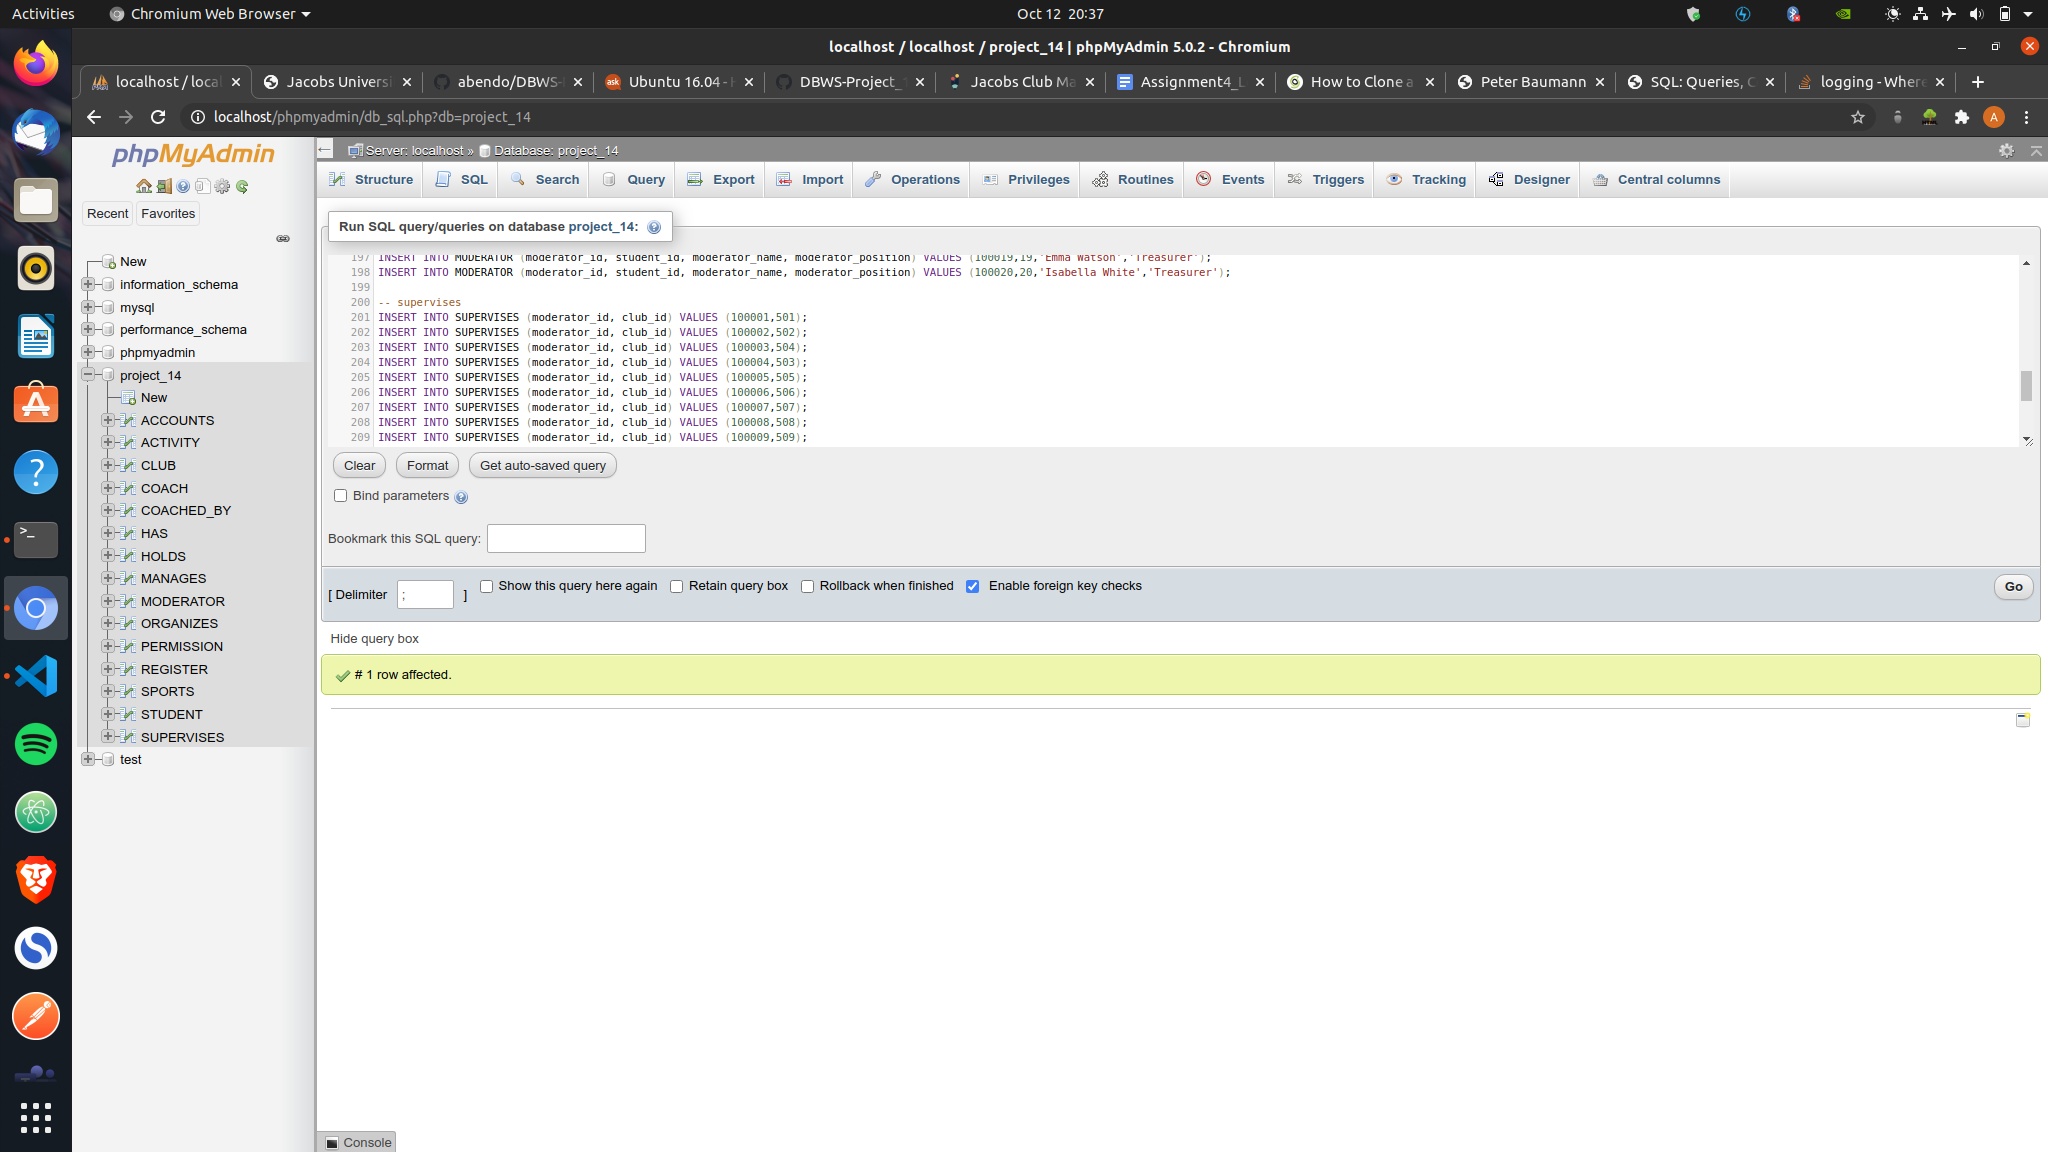 Activities
Chromium Web Browser
Oct 12 20:37
localhost / localhost / project_14 | phpMyAdmin 5.0.2 - Chromium
localhost / local
Jacobs Universi
abendo/DBWS-
Ubuntu 16.04 -
DBWS-Project_
Jacobs Club Ma
Assignment4_L
How to Clone a
Peter Baumann
SQL: Queries, C
logging - Where
localhost/phpmyadmin/db_sql.php?db=project_14
A
phpMyAdmin
Recent
Favorites
New
information_schema
mysql
performance_schema
phpmyadmin
project_14
New
ACCOUNTS
ACTIVITY
CLUB
COACH
COACHED_BY
HAS
HOLDS
MANAGES
MODERATOR
ORGANIZES
PERMISSION
REGISTER
SPORTS
STUDENT
SUPERVISES
test
Server: localhost » Database: project_14
Structure
SQL
Search
Query
Export
Import
Operations
Privileges
Routines
Events
Triggers
Tracking
Designer
Central columns
Run SQL query/queries on database project_14:
197 INSERT INTO MODERATOR (moderator_id, student_id, moderator_name, moderator_position) VALUES (100019,19,'Emma Watson','Treasurer');
198 INSERT INTO MODERATOR (moderator_id, student_id, moderator_name, moderator_position) VALUES (100020,20,'Isabella White','Treasurer');
199
200 -- supervises
201 INSERT INTO SUPERVISES (moderator_id, club_id) VALUES (100001,501);
202 INSERT INTO SUPERVISES (moderator_id, club_id) VALUES (100002,502);
203 INSERT INTO SUPERVISES (moderator_id, club_id) VALUES (100003,504);
204 INSERT INTO SUPERVISES (moderator_id, club_id) VALUES (100004,503);
205 INSERT INTO SUPERVISES (moderator_id, club_id) VALUES (100005,505);
206 INSERT INTO SUPERVISES (moderator_id, club_id) VALUES (100006,506);
207 INSERT INTO SUPERVISES (moderator_id, club_id) VALUES (100007,507);
208 INSERT INTO SUPERVISES (moderator_id, club_id) VALUES (100008,508);
209 INSERT INTO SUPERVISES (moderator_id, club_id) VALUES (100009,509);
Clear
Format
Get auto-saved query
Bind parameters
Bookmark this SQL query:
[ Delimiter ; ]
Show this query here again
Retain query box
Rollback when finished
Enable foreign key checks
Go
Hide query box
# 1 row affected.
Console